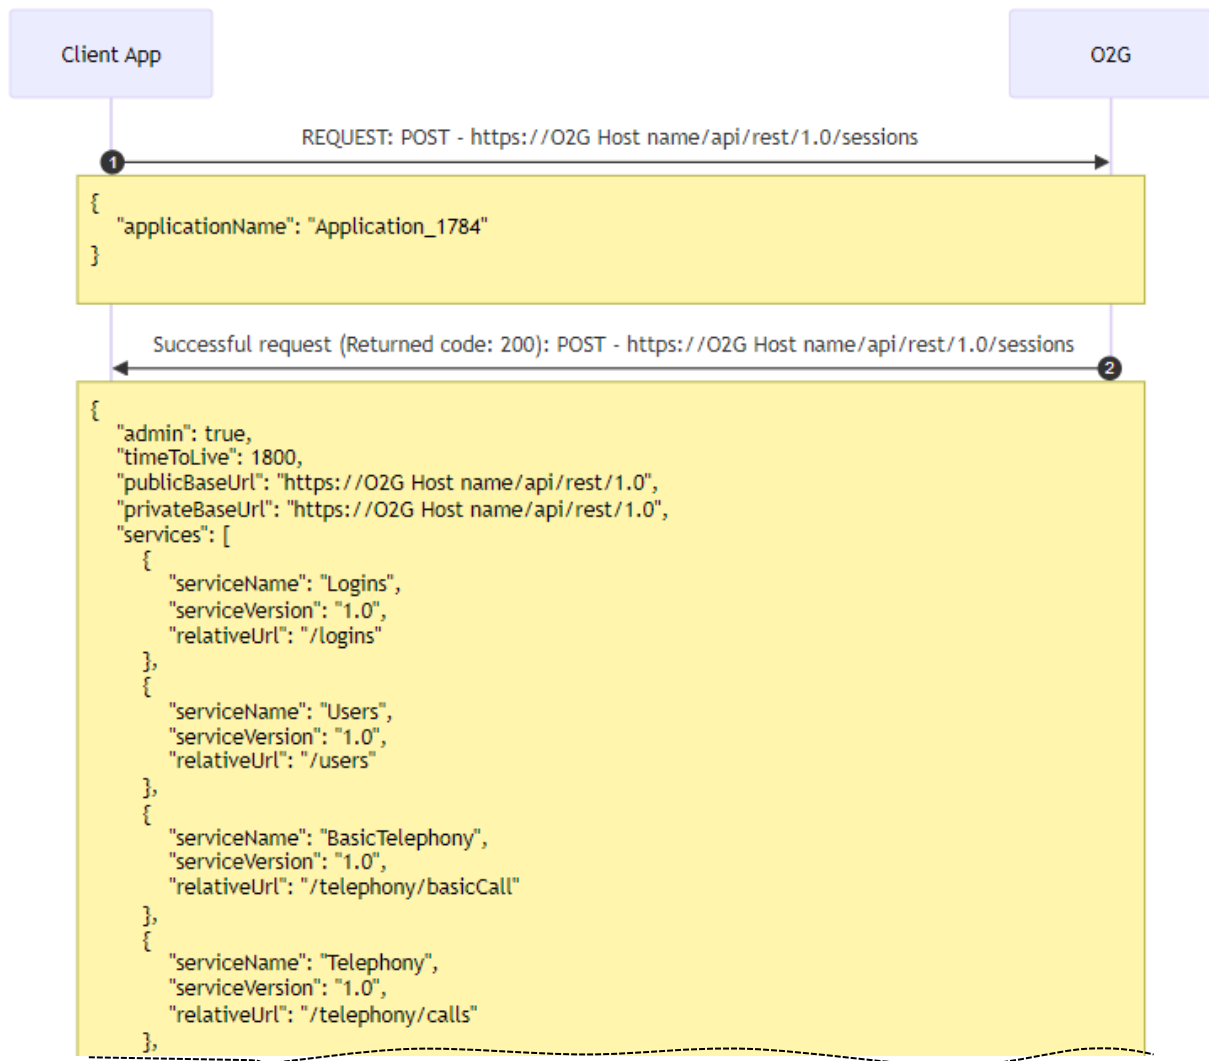 Client App
O2G
REQUEST: POST - https://O2G Host name/api/rest/1.0/sessions
1
{
"applicationName": "Application_1784"
}
Successful request (Returned code: 200): POST - https://O2G Host name/api/rest/1.0/sessions
2
{
"admin": true,
"timeToLive": 1800,
"publicBaseUrl": "https://O2G Host name/api/rest/1.0",
"privateBaseUrl": "https://O2G Host name/api/rest/1.0",
"services": [
{
"serviceName": "Logins",
"serviceVersion": "1.0",
"relativeUrl": "/logins"
},
{
"serviceName": "Users",
"serviceVersion": "1.0",
"relativeUrl": "/users"
},
{
"serviceName": "BasicTelephony",
"serviceVersion": "1.0",
"relativeUrl": "/telephony/basicCall"
},
{
"serviceName": "Telephony",
"serviceVersion": "1.0",
"relativeUrl": "/telephony/calls"
},